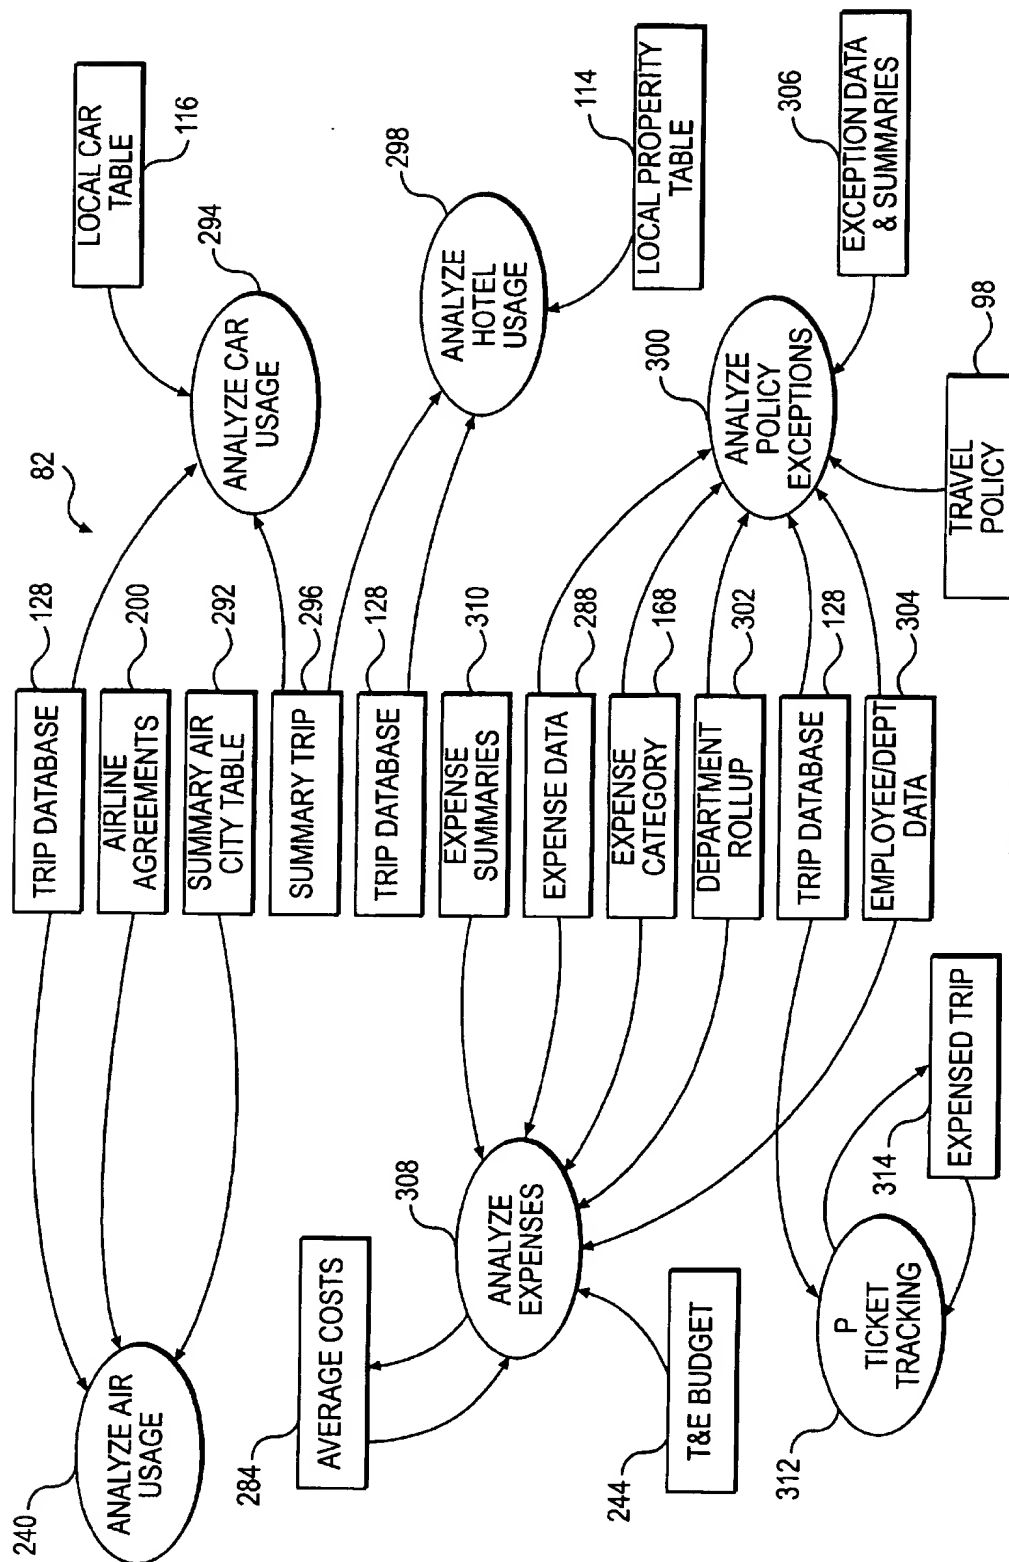 82
LOCAL CAR
TABLE
116
ANALYZE CAR
USAGE
294
ANALYZE
HOTEL
USAGE
298
LOCAL PROPERITY
TABLE
114
ANALYZE
POLICY
EXCEPTIONS
300
EXCEPTION DATA
& SUMMARIES
306
TRAVEL
POLICY
98
TRIP DATABASE
128
AIRLINE
AGREEMENTS
200
SUMMARY AIR
CITY TABLE
292
SUMMARY TRIP
296
TRIP DATABASE
128
EXPENSE
SUMMARIES
310
EXPENSE DATA
288
EXPENSE
CATEGORY
168
DEPARTMENT
ROLLUP
302
TRIP DATABASE
128
EMPLOYEE/DEPT
DATA
304
ANALYZE AIR
USAGE
240
AVERAGE COSTS
284
ANALYZE
EXPENSES
308
T&E BUDGET
244
P
TICKET
TRACKING
312
EXPENSED TRIP
314